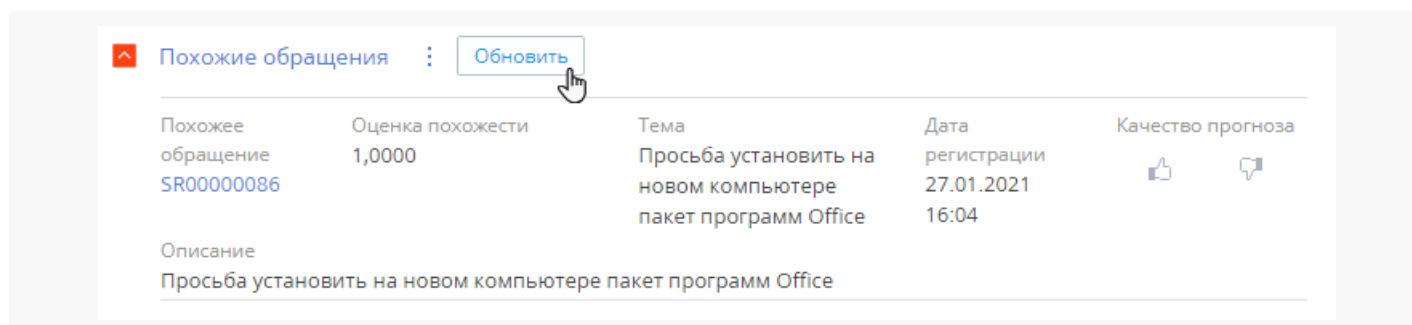 Похожие обращения
Обновить
Похожее обращение
SR00000086
Оценка похожести
1,0000
Тема
Просьба установить на
новом компьютере
пакет программ Office
Дата
регистрации
27.01.2021
16:04
Качество прогноза
Описание
Просьба установить на новом компьютере пакет программ Office